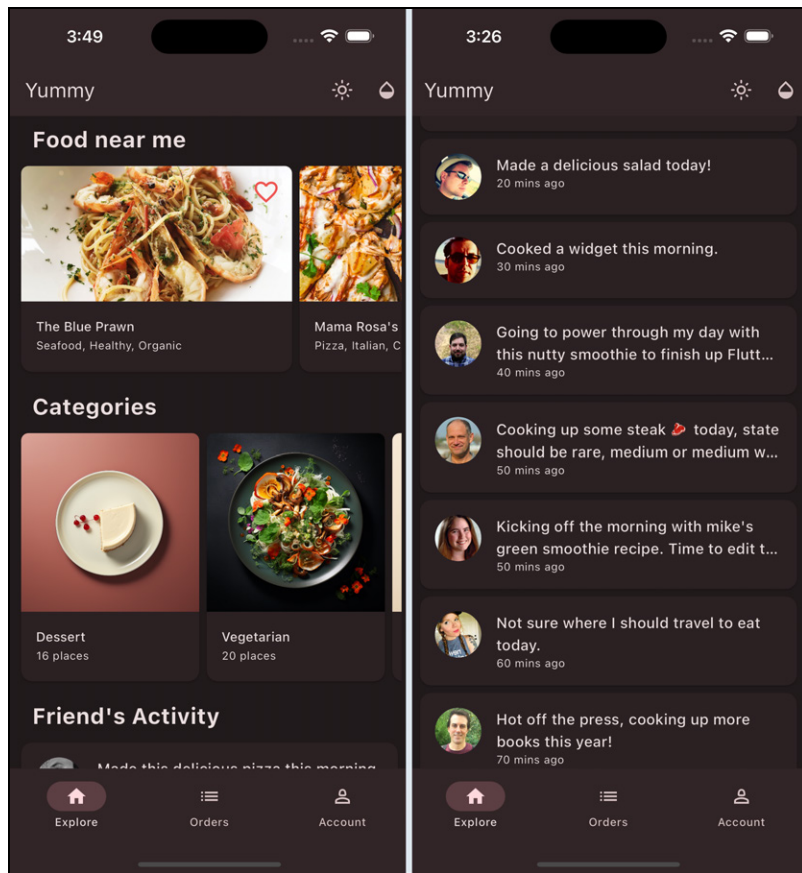 3:49
Yummy
Food near me
The Blue Prawn
Seafood, Healthy, Organic
Mama Rosa's
Pizza, Italian, C
Categories
Dessert
16 places
Vegetarian
20 places
Friend's Activity
Made this delicious pizza this morning
Explore
Orders
Account
3:26
Yummy
Made a delicious salad today!
20 mins ago
Cooked a widget this morning.
30 mins ago
Going to power through my day with
this nutty smoothie to finish up Flutt...
40 mins ago
Cooking up some steak 🥩 today, state
should be rare, medium or medium w...
50 mins ago
Kicking off the morning with mike's
green smoothie recipe. Time to edit t...
50 mins ago
Not sure where I should travel to eat
today.
60 mins ago
Hot off the press, cooking up more
books this year!
70 mins ago
Explore
Orders
Account